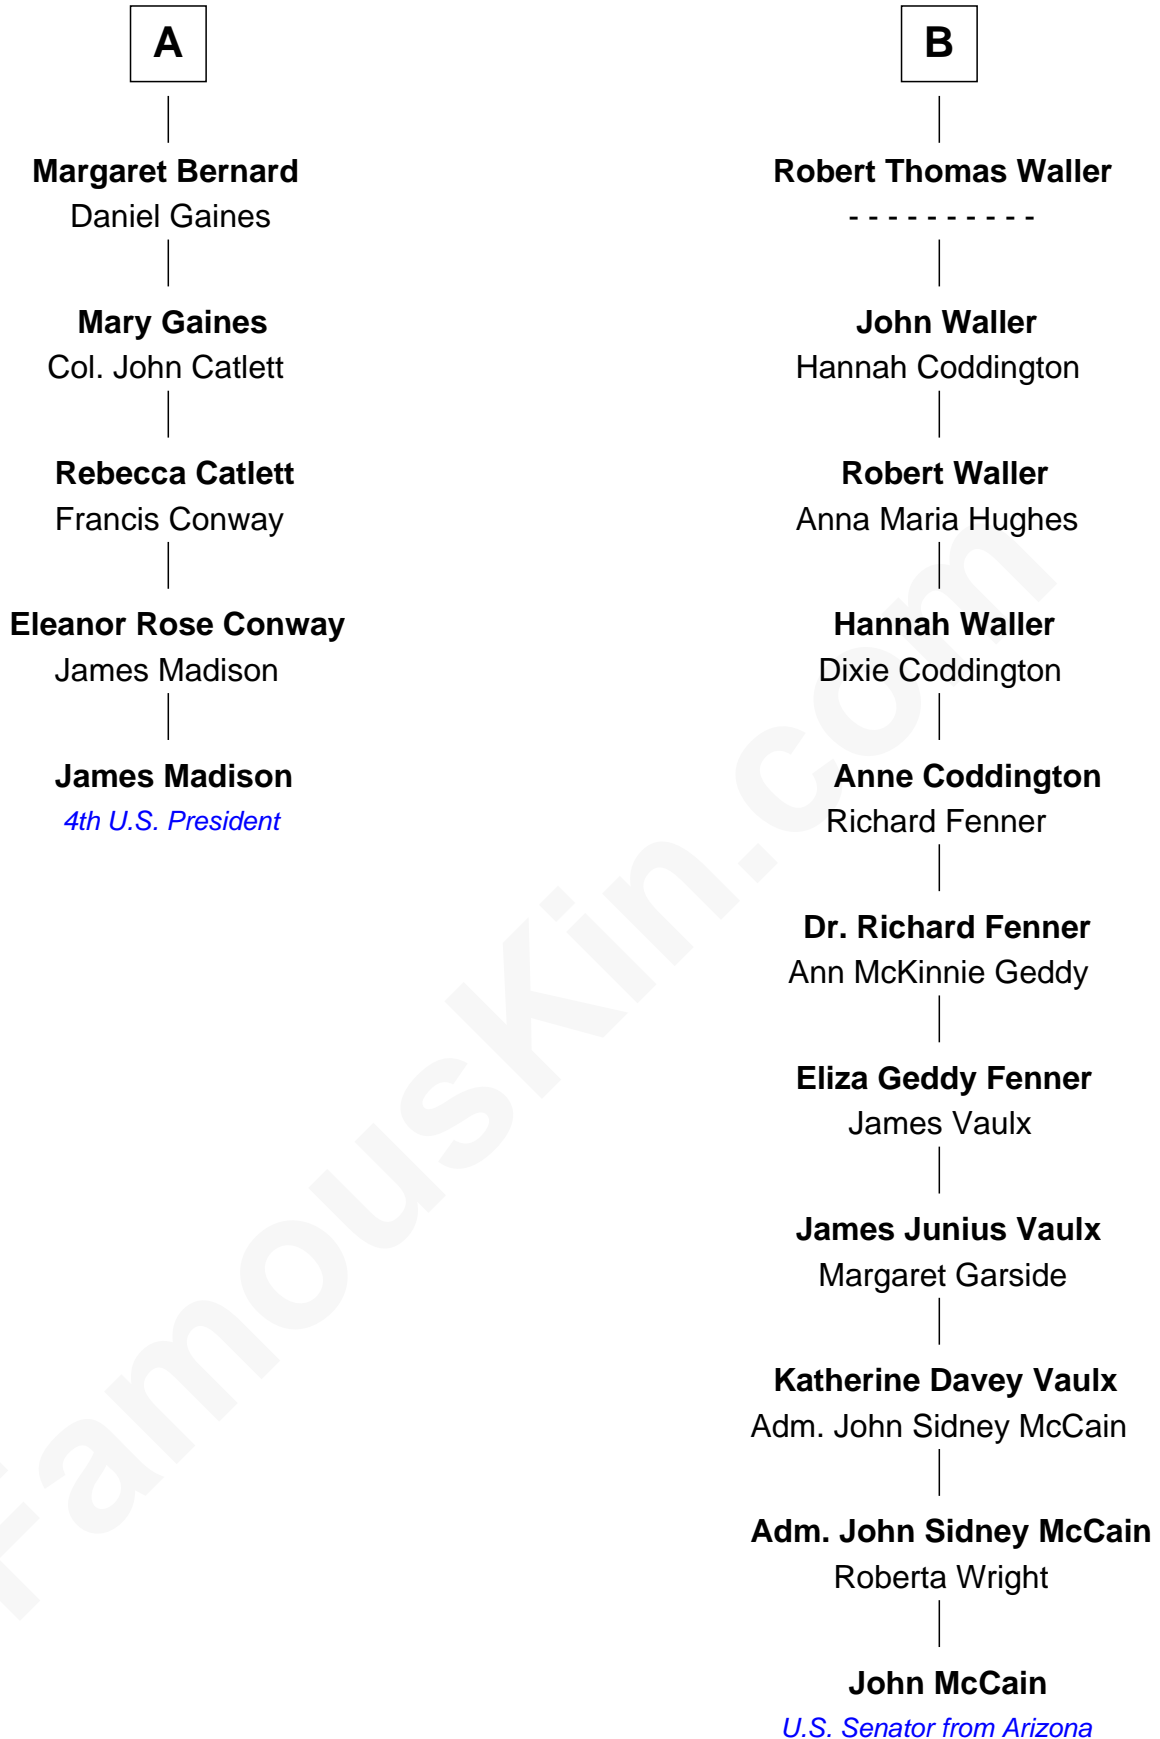 A
Margaret Bernard
Daniel Gaines
Mary Gaines
Col. John Catlett
Rebecca Catlett
Francis Conway
Eleanor Rose Conway
James Madison
James Madison
4th U.S. President
B
Robert Thomas Waller
- - - - - - - - - -
John Waller
Hannah Coddington
Robert Waller
Anna Maria Hughes
Hannah Waller
Dixie Coddington
Anne Coddington
Richard Fenner
Dr. Richard Fenner
Ann McKinnie Geddy
Eliza Geddy Fenner
James Vaulx
James Junius Vaulx
Margaret Garside
Katherine Davey Vaulx
Adm. John Sidney McCain
Adm. John Sidney McCain
Roberta Wright
John McCain
U.S. Senator from Arizona
FamousKin.com